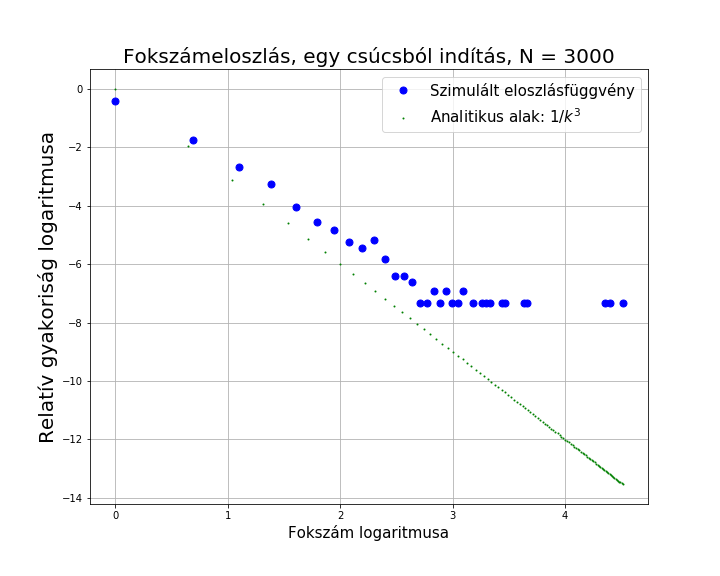 Fokszámeloszlás, egy csúcsból indítás, N = 3000
Szimulált eloszlásfüggvény
Analitikus alak: 1/k³
Relatív gyakoriság logaritmusa
0
−2
−4
−6
−8
−10
−12
−14
0 1 2 3 4
Fokszám logaritmusa